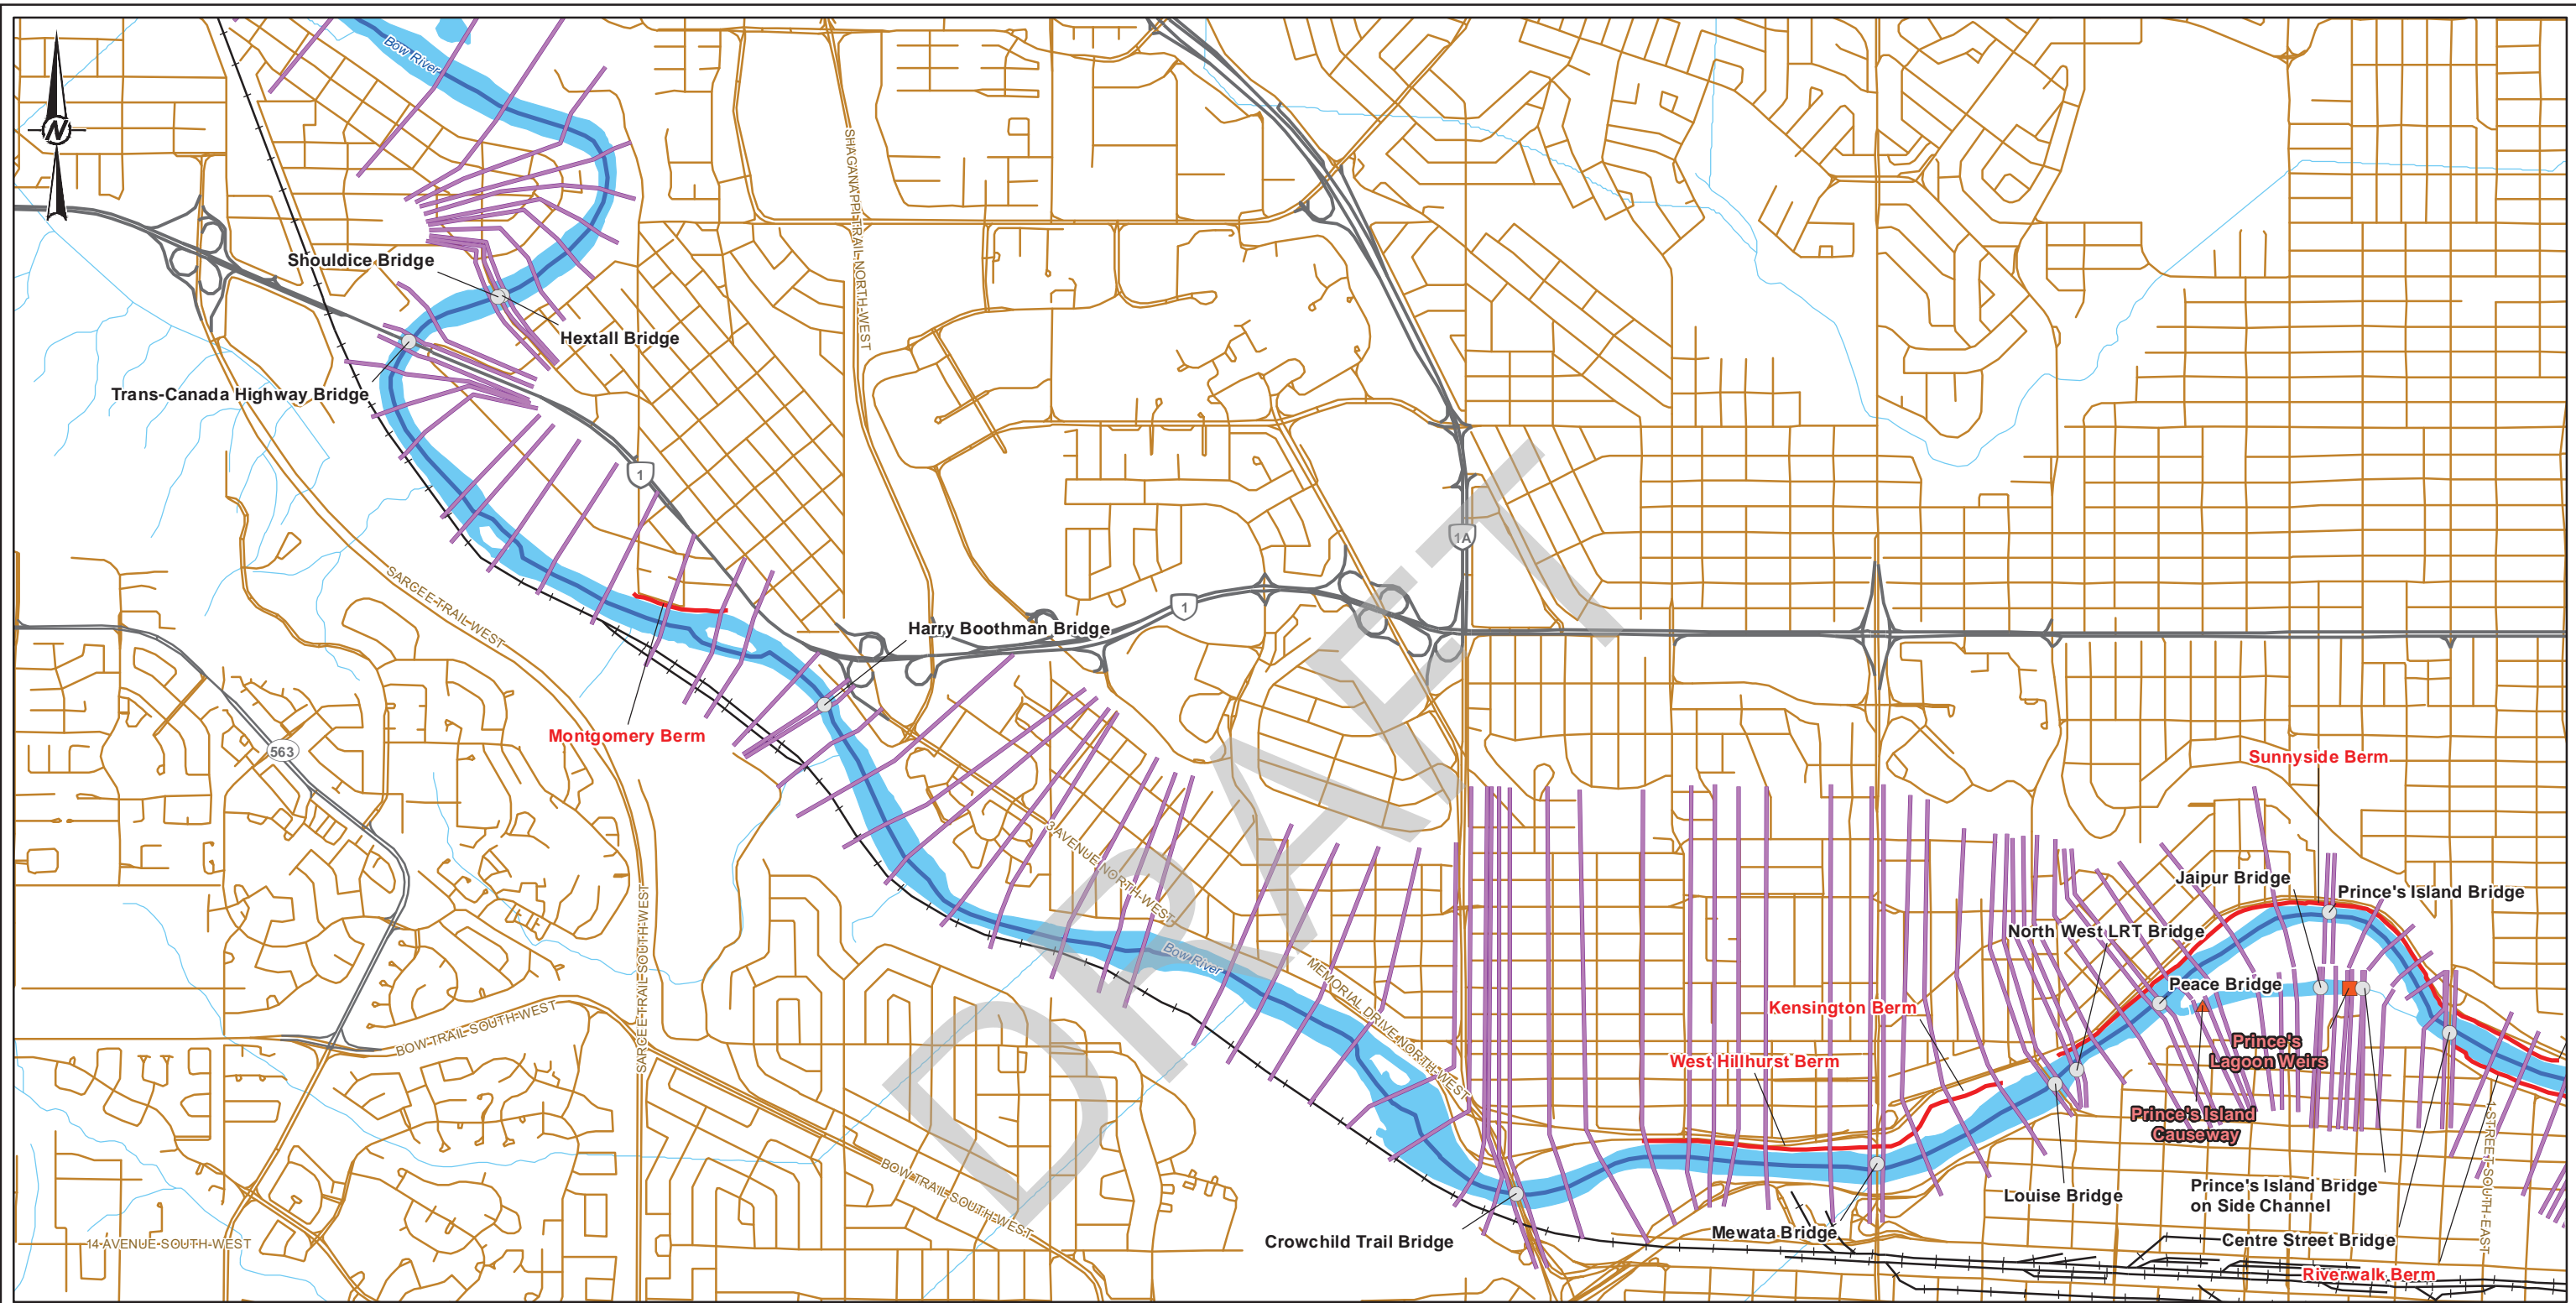 Bow River
N
SHAGANAPPI TRAIL NORTH-WEST
Shouldice Bridge
Hextall Bridge
Trans-Canada Highway Bridge
1
1A
1
SARCEE TRAIL WEST
Harry Boothman Bridge
Montgomery Berm
563
Sunnyside Berm
3 AVENUE NORTH-WEST
Jaipur Bridge
Prince's Island Bridge
North West LRT Bridge
Bow River
MEMORIAL DRIVE NORTH-WEST
Peace Bridge
Kensington Berm
SARCEE TRAIL SOUTH-WEST
BOW TRAIL SOUTH-WEST
Prince's
Lagoon Weirs
West Hillhurst Berm
Prince's Island
Causeway
DRAFT
BOW TRAIL SOUTH-WEST
1 STREET SOUTH-EAST
Louise Bridge
Prince's Island Bridge
on Side Channel
Mewata Bridge
Crowchild Trail Bridge
14 AVENUE SOUTH-WEST
Centre Street Bridge
Riverwalk Berm